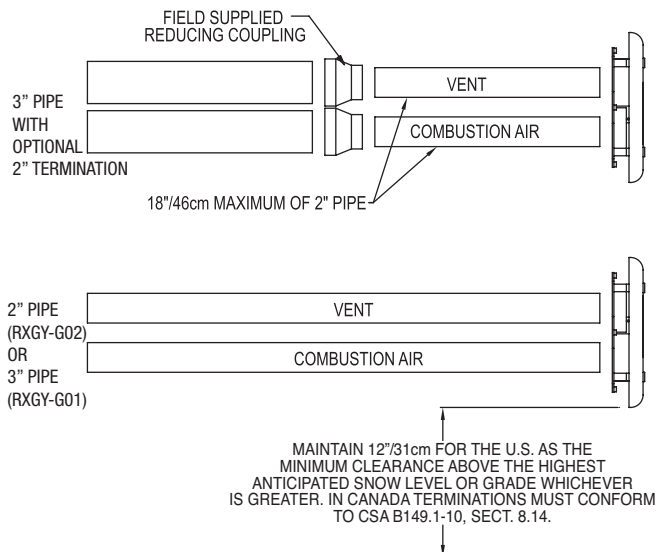 FIELD SUPPLIED
REDUCING COUPLING
VENT
3” PIPE
WITH
OPTIONAL
2” TERMINATION
COMBUSTION AIR
18"/46cm MAXIMUM OF 2" PIPE
2” PIPE
(RXGY-G02)
OR
3” PIPE
(RXGY-G01)
VENT
COMBUSTION AIR
MAINTAIN 12”/31cm FOR THE U.S. AS THE
MINIMUM CLEARANCE ABOVE THE HIGHEST
ANTICIPATED SNOW LEVEL OR GRADE WHICHEVER
IS GREATER. IN CANADA TERMINATIONS MUST CONFORM
TO CSA B149.1-10, SECT. 8.14.